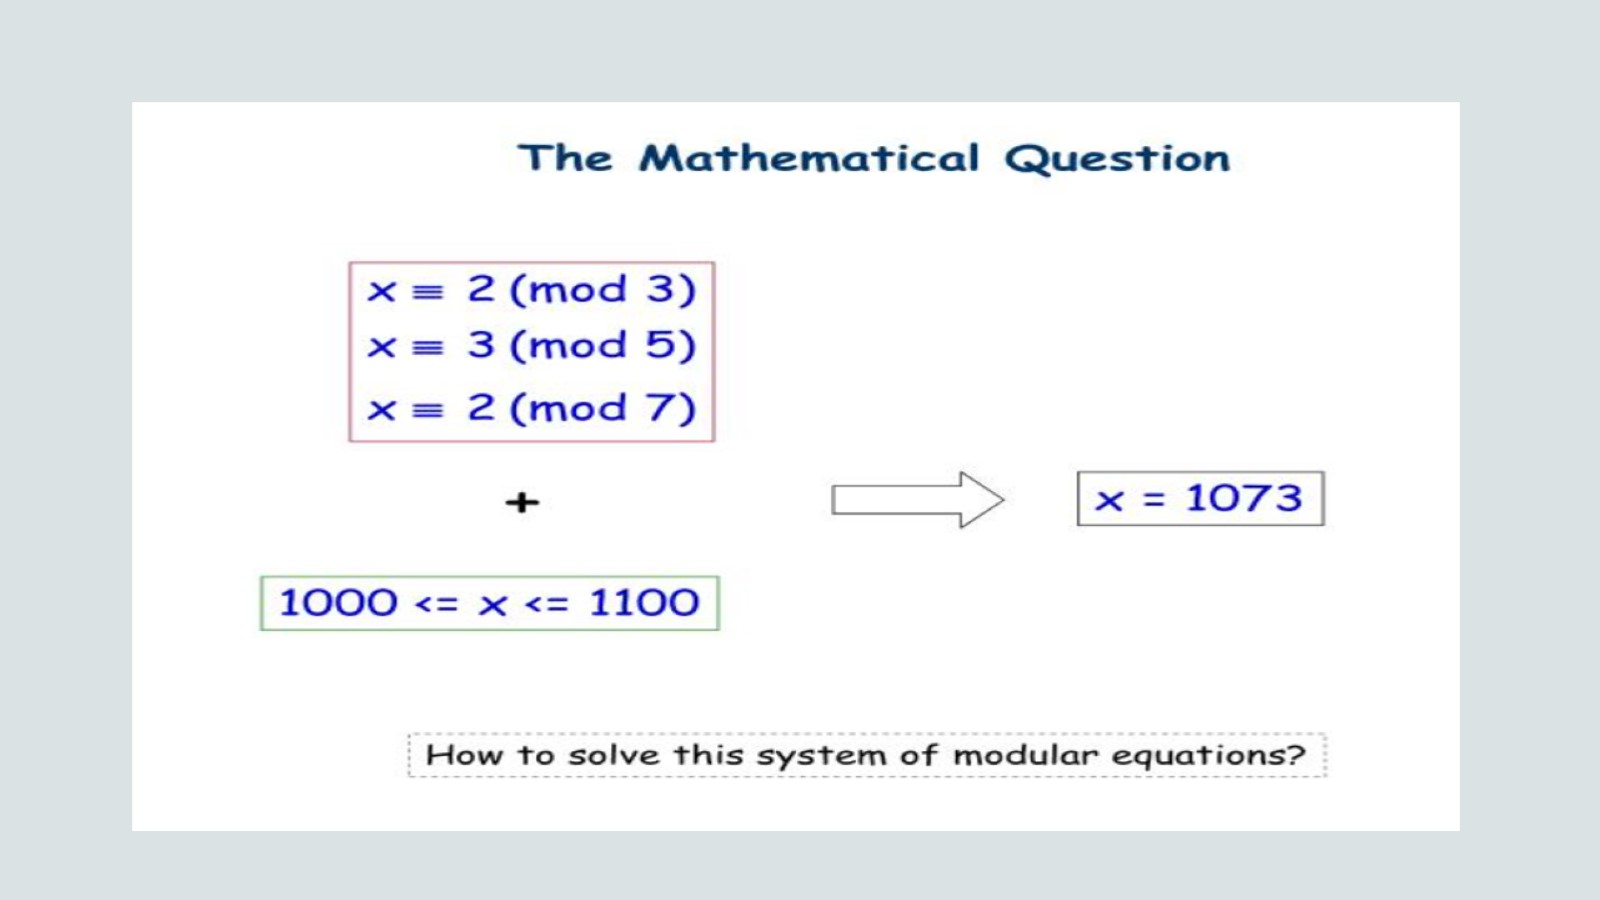 The Mathematical Question
x ≡ 2 (mod 3)
x ≡ 3 (mod 5)
x ≡ 2 (mod 7)
+
x = 1073
1000 <= x <= 1100
How to solve this system of modular equations?